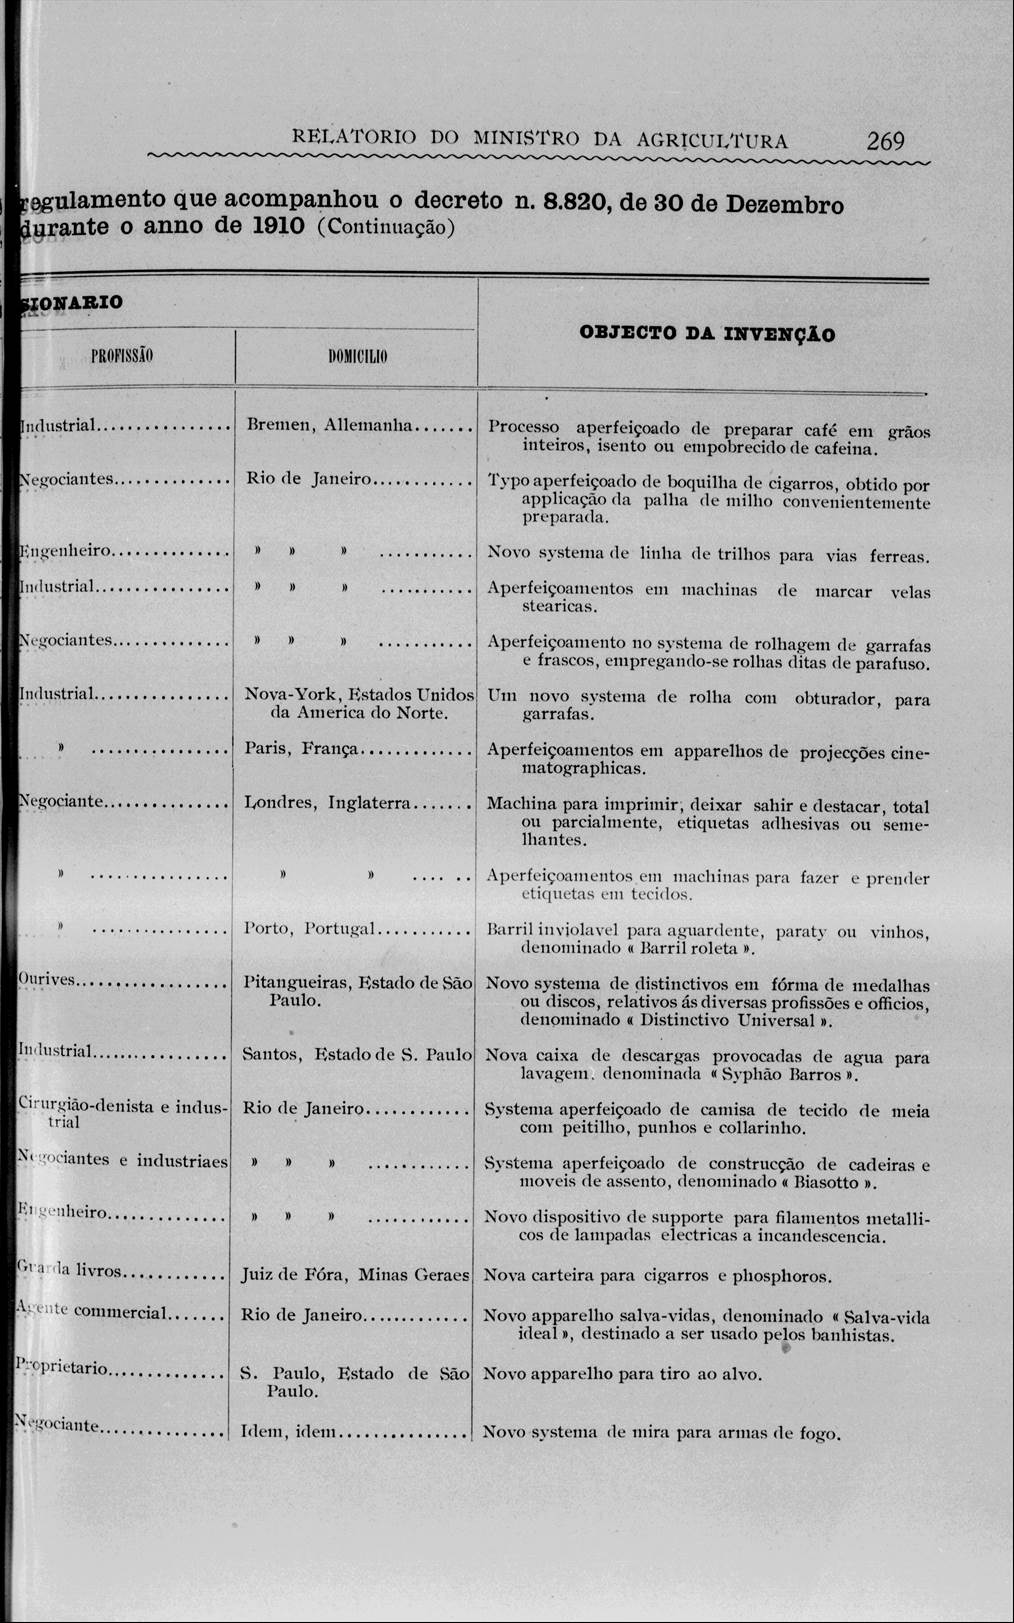 RELATORIO DO MINISTRO DA AGRICULTURA 269
regulamento que acompanhou o decreto n. 8.820, de 30 de Dezembro
durante o anno de 1910 (Continuação)
SIONARIO
OBJECTO DA INVENÇÃO
PROFISSÃO DOMICILIO
Industrial................ Bremen, Allemanha....... Processo aperfeiçoado de preparar café em grãos
inteiros, isento ou empobrecido de cafeina.
Negociantes.............. Rio de Janeiro............ Typo aperfeiçoado de boquilha de cigarros, obtido por
applicação da palha de milho convenientemente
preparada.
Engenheiro.............. » » » ........... Novo systema de linha de trilhos para vias ferreas.
Industrial................ » » » ........... Aperfeiçoamentos em machinas de marcar velas
stearicas.
Negociantes.............. » » » ........... Aperfeiçoamento no systema de rolhagem de garrafas
e frascos, empregando-se rolhas ditas de parafuso.
Industrial................ Nova-York, Estados Unidos Um novo systema de rolha com obturador, para
da America do Norte. garrafas.
» ................ Paris, França............. Aperfeiçoamentos em apparelhos de projecções cine-
matographicas.
Negociante............... Londres, Inglaterra....... Machina para imprimir, deixar sahir e destacar, total
ou parcialmente, etiquetas adhesivas ou seme-
lhantes.
» ................ » » ...... Aperfeiçoamentos em machinas para fazer e prender
etiquetas em tecidos.
» ................ Porto, Portugal........... Barril inviolavel para aguardente, paraty ou vinhos,
denominado « Barril roleta ».
Ourives.................. Pitangueiras, Estado de São Novo systema de distinctivos em fórma de medalhas
Paulo. ou discos, relativos ás diversas profissões e officios,
denominado « Distinctivo Universal ».
Industrial................ Santos, Estado de S. Paulo Nova caixa de descargas provocadas de agua para
lavagem. denominada « Syphão Barros ».
Cirurgião-denista e indus- Rio de Janeiro............ Systema aperfeiçoado de camisa de tecido de meia
trial com peitilho, punhos e collarinho.
Negociantes e industriaes » » » ............ Systema aperfeiçoado de construcção de cadeiras e
moveis de assento, denominado « Biasotto ».
Engenheiro.............. » » » ............ Novo dispositivo de supporte para filamentos metalli-
cos de lampadas electricas a incandescencia.
Guarda livros............ Juiz de Fóra, Minas Geraes Nova carteira para cigarros e phosphoros.
Agente commercial....... Rio de Janeiro............. Novo apparelho salva-vidas, denominado « Salva-vida
ideal », destinado a ser usado pelos banhistas.
Proprietario.............. S. Paulo, Estado de São Novo apparelho para tiro ao alvo.
Paulo.
Negociante............... Idem, idem............... Novo systema de mira para armas de fogo.